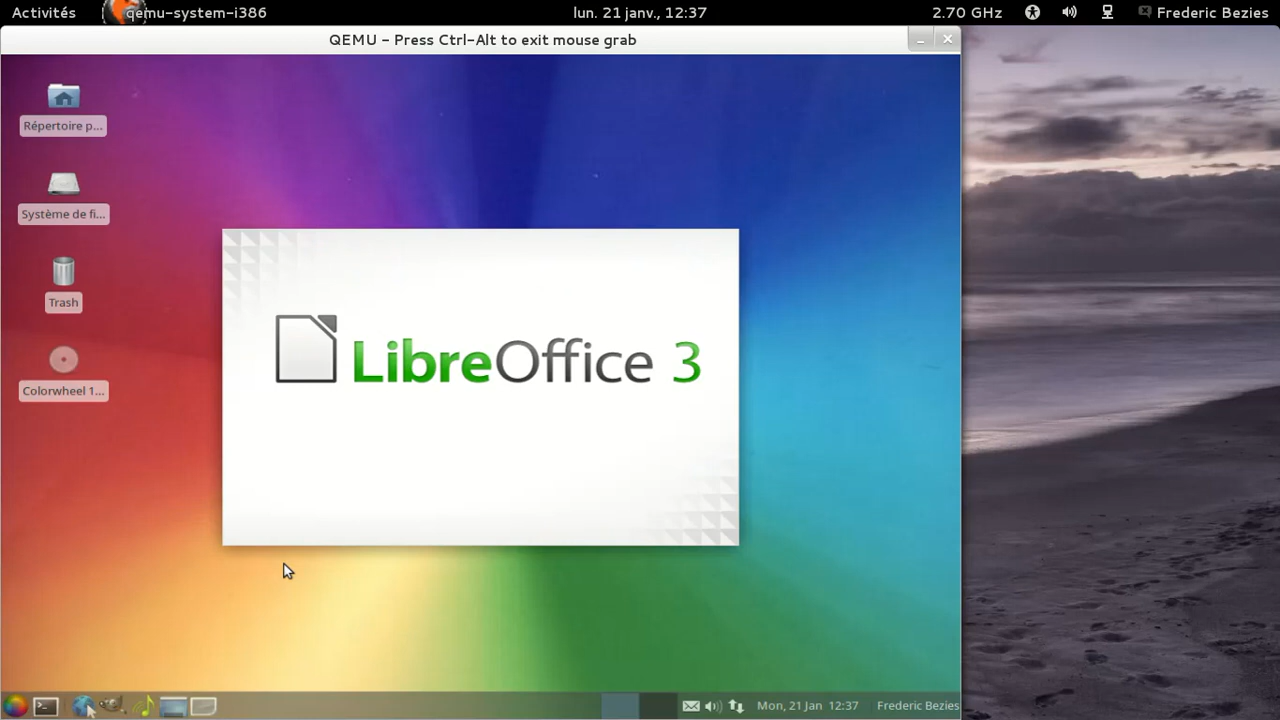 Activités
qemu-system-i386
lun. 21 janv., 12:37
2.70 GHz
Frederic Bezies
QEMU - Press Ctrl-Alt to exit mouse grab
Répertoire p...
Système de fi...
Trash
Colorwheel 1...
LibreOffice 3
Mon, 21 Jan 12:37
Frederic Bezies